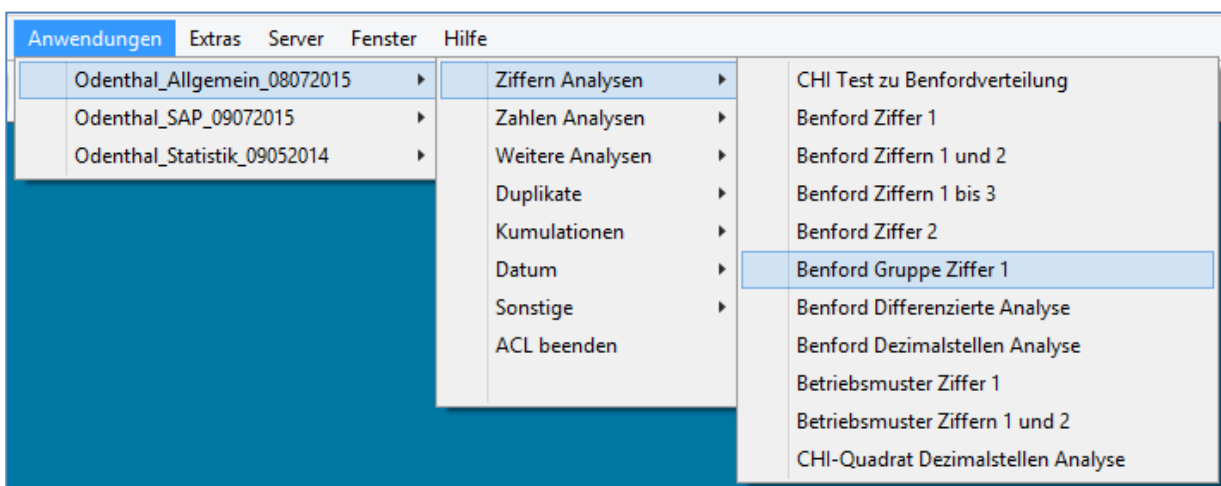 Anwendungen Extras Server Fenster Hilfe
Odenthal_Allgemein_08072015
Odenthal_SAP_09072015
Odenthal_Statistik_09052014
Ziffern Analysen
Zahlen Analysen
Weitere Analysen
Duplikate
Kumulationen
Datum
Sonstige
ACL beenden
CHI Test zu Benfordverteilung
Benford Ziffer 1
Benford Ziffern 1 und 2
Benford Ziffern 1 bis 3
Benford Ziffer 2
Benford Gruppe Ziffer 1
Benford Differenzierte Analyse
Benford Dezimalstellen Analyse
Betriebsmuster Ziffer 1
Betriebsmuster Ziffern 1 und 2
CHI-Quadrat Dezimalstellen Analyse